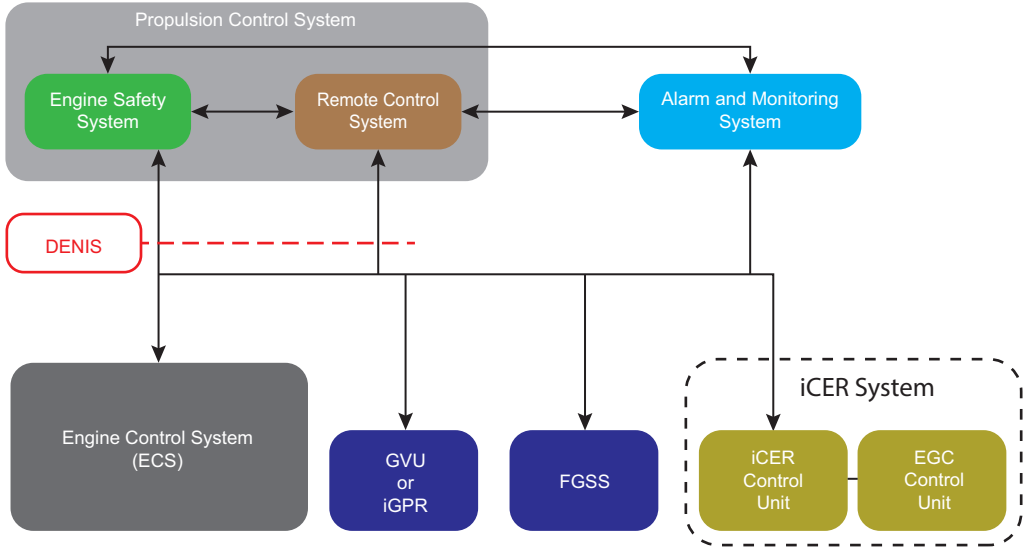 Propulsion Control System
Engine Safety
System
Remote Control
System
Alarm and Monitoring
System
DENIS
Engine Control System
(ECS)
GVU
or
iGPR
FGSS
iCER System
iCER
Control
Unit
EGC
Control
Unit